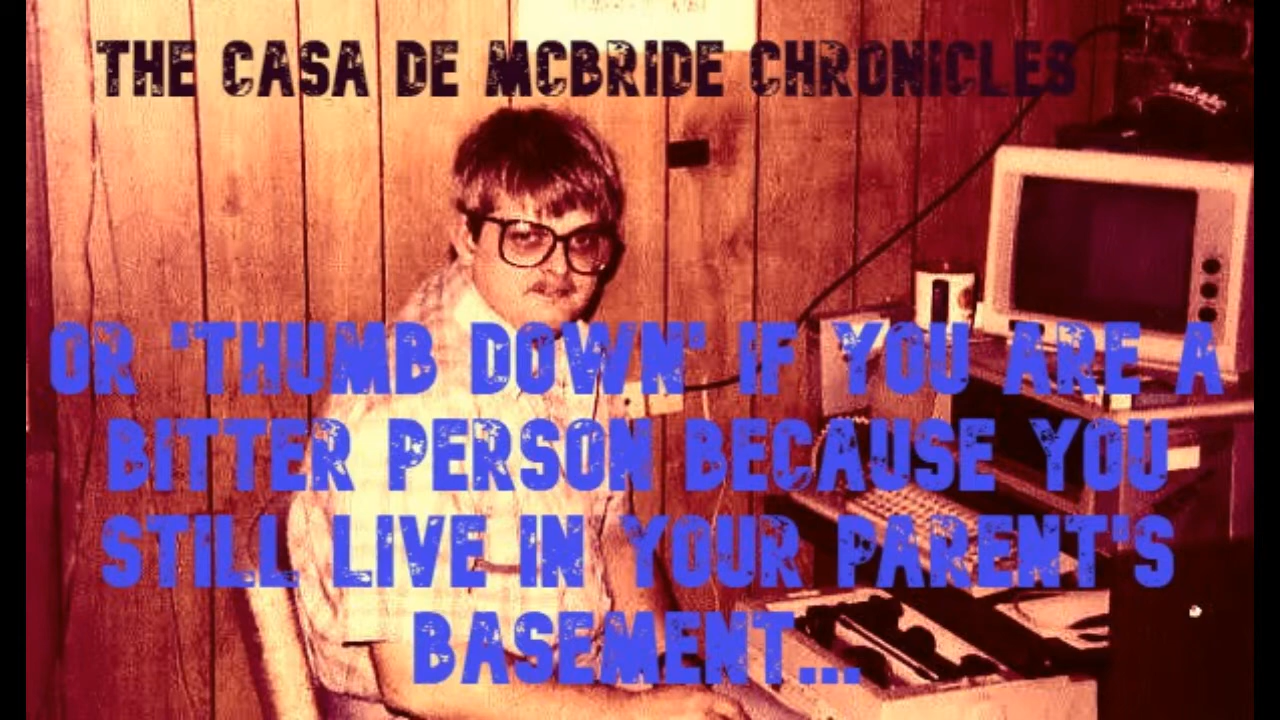 THE CASA DE MCBRIDE CHRONICLES
OR 'THUMB DOWN' IF YOU ARE A
BITTER PERSON BECAUSE YOU
STILL LIVE IN YOUR PARENT'S
BASEMENT...